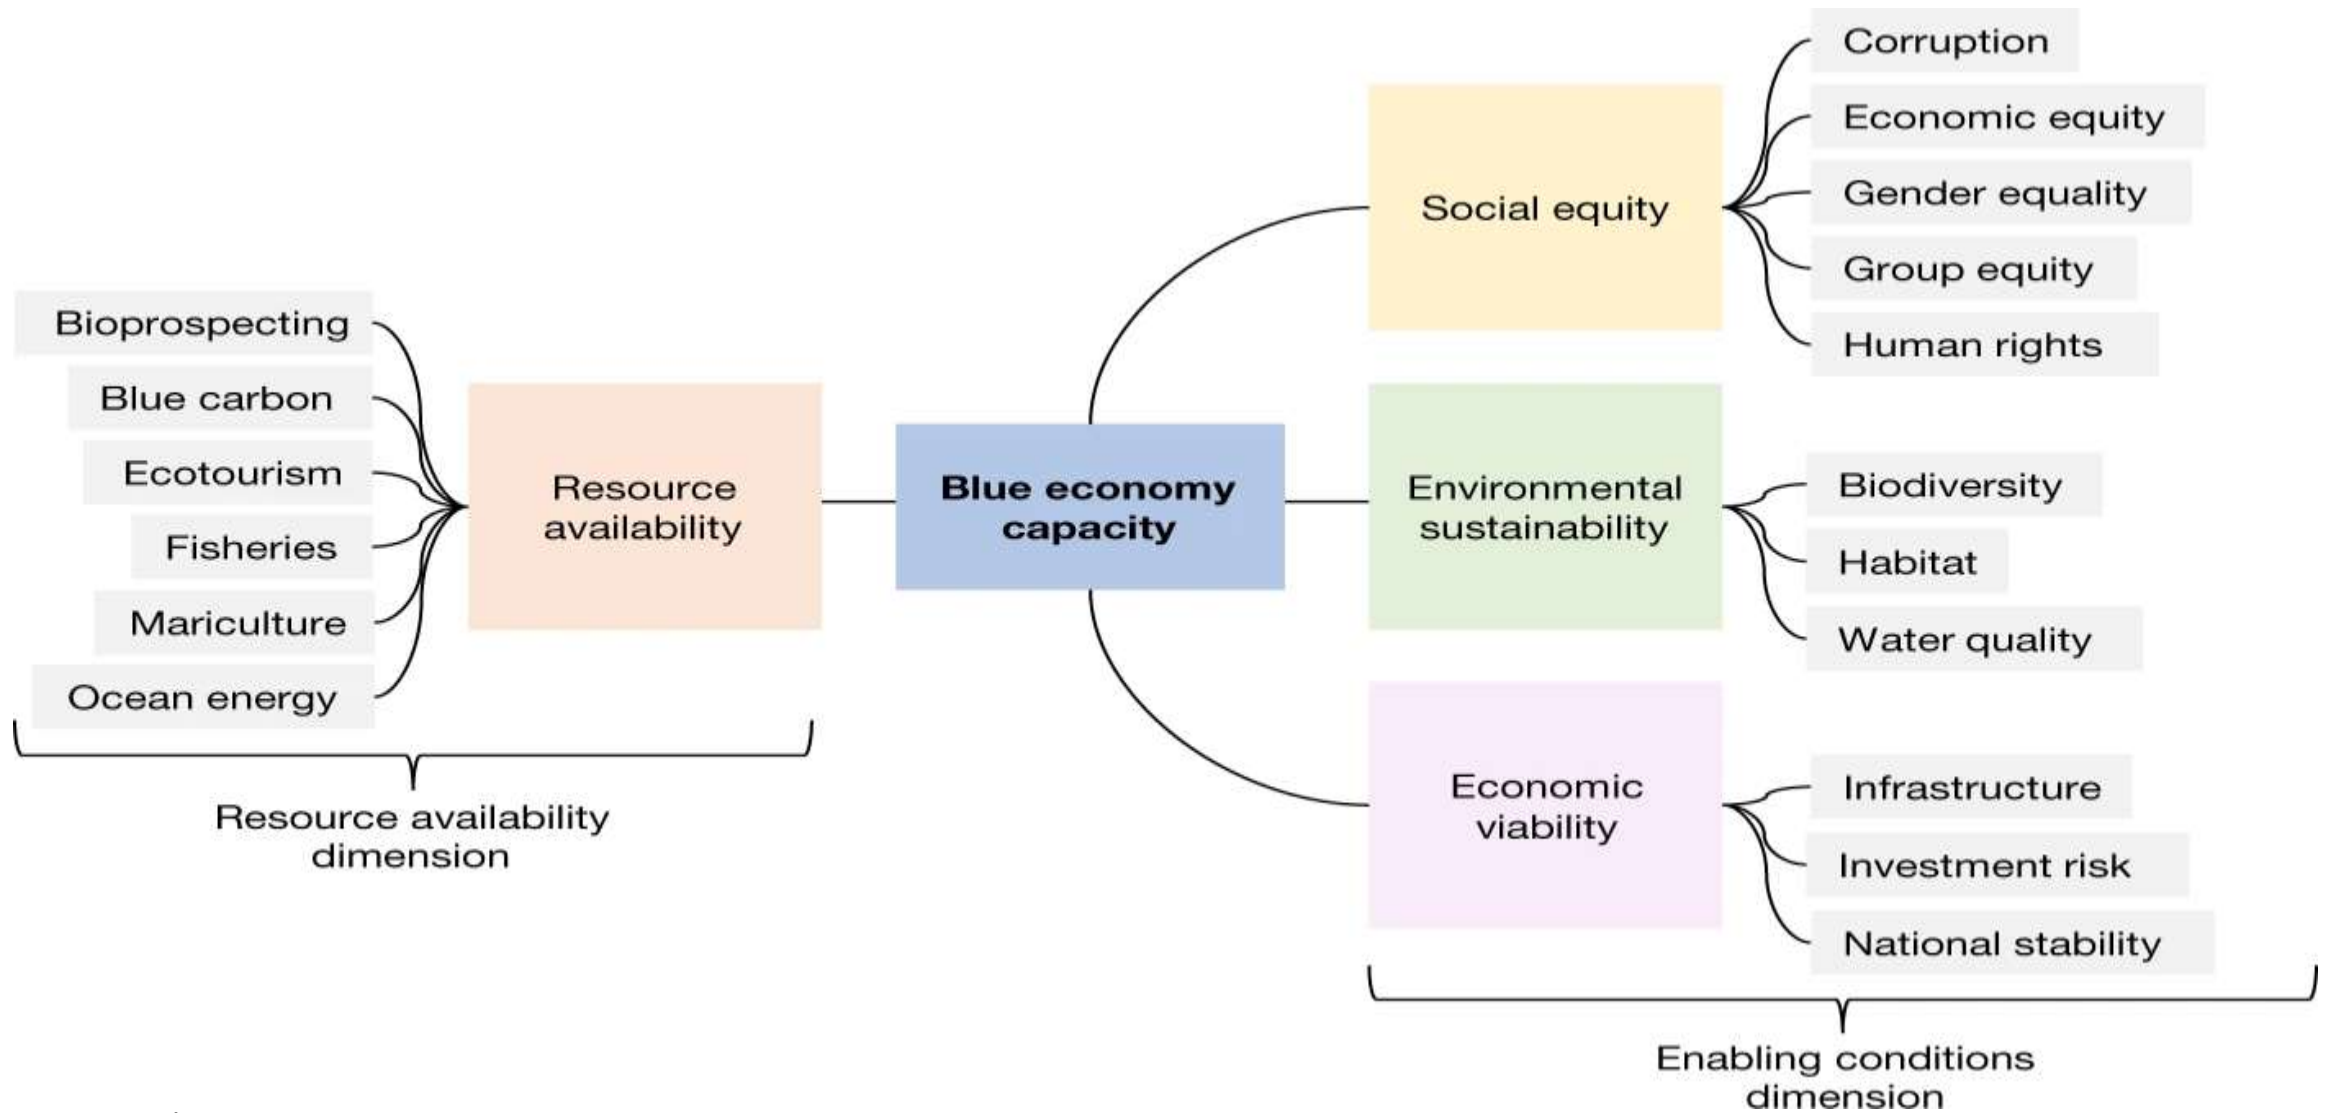 Bioprospecting
Blue carbon
Ecotourism
Fisheries
Mariculture
Ocean energy
Resource
availability
Resource availability
dimension
Blue economy
capacity
Social equity
Corruption
Economic equity
Gender equality
Group equity
Human rights
Environmental
sustainability
Biodiversity
Habitat
Water quality
Economic
viability
Infrastructure
Investment risk
National stability
Enabling conditions
dimension